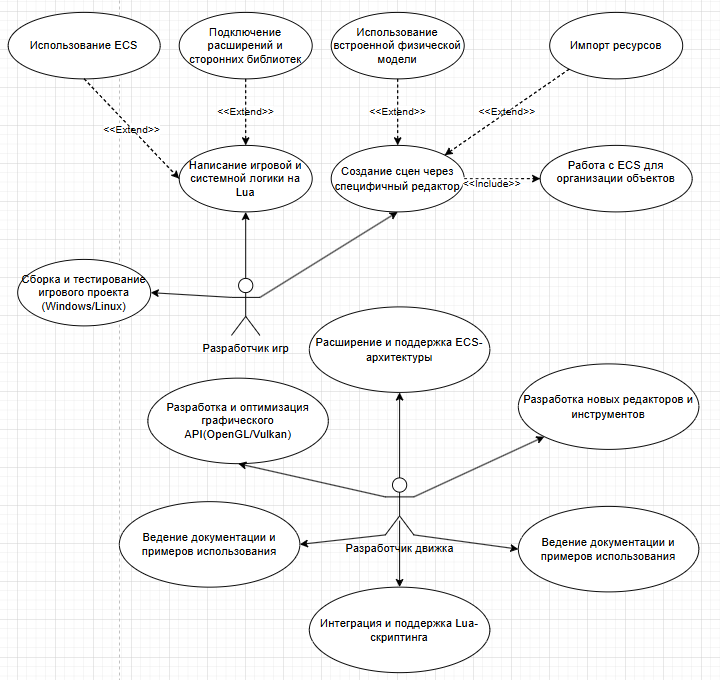 Использование ECS
Подключение
расширений и
сторонних библиотек
Использование
встроенной физической
модели
Импорт ресурсов
<<Extend>>
<<Extend>>
<<Extend>>
<<Extend>>
Написание игровой и
системной логики на
Lua
Создание сцен через
специфичный редактор
<<Include>>
Работа с ECS для
организации объектов
Сборка и тестирование
игрового проекта
(Windows/Linux)
Разработчик игр
Расширение и поддержка ECS-
архитектуры
Разработка и оптимизация
графического
API(OpenGL/Vulkan)
Разработка новых редакторов и
инструментов
Ведение документации и
примеров использования
Разработчик движка
Ведение документации и
примеров использования
Интеграция и поддержка Lua-
скриптинга